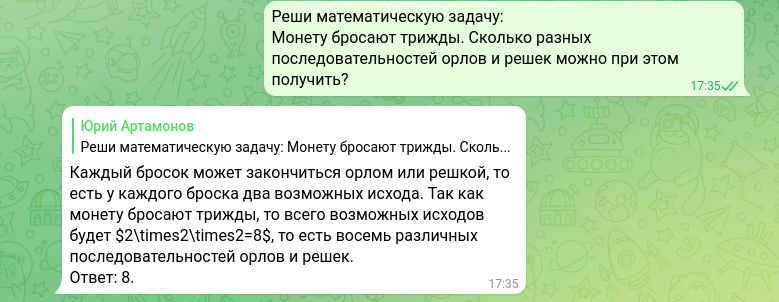 Реши математическую задачу:
Монету бросают трижды. Сколько разных
последовательностей орлов и решек можно при этом
получить?
17:35
Юрий Артамонов
Реши математическую задачу: Монету бросают трижды. Сколь...
Каждый бросок может закончиться орлом или решкой, то
есть у каждого броска два возможных исхода. Так как
монету бросают трижды, то всего возможных исходов
будет $2\times2\times2=8$, то есть восемь различных
последовательностей орлов и решек.
Ответ: 8.
17:35